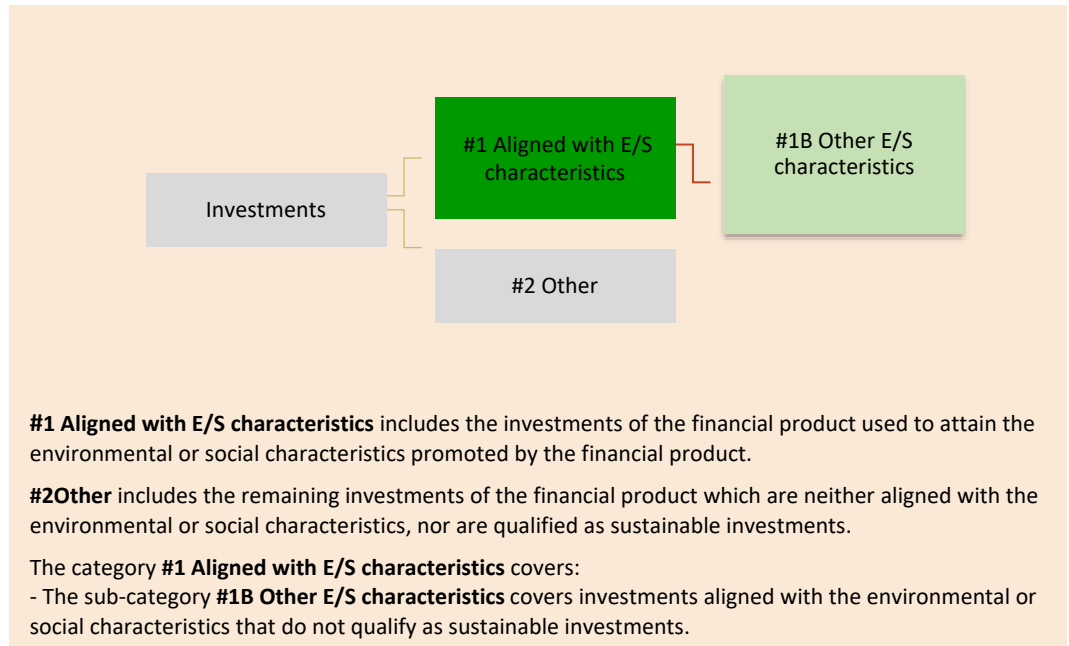 #1 Aligned with E/S
characteristics
#1B Other E/S
characteristics
Investments
#2 Other
#1 Aligned with E/S characteristics includes the investments of the financial product used to attain the
environmental or social characteristics promoted by the financial product.
#2Other includes the remaining investments of the financial product which are neither aligned with the
environmental or social characteristics, nor are qualified as sustainable investments.
The category #1 Aligned with E/S characteristics covers:
- The sub-category #1B Other E/S characteristics covers investments aligned with the environmental or
social characteristics that do not qualify as sustainable investments.